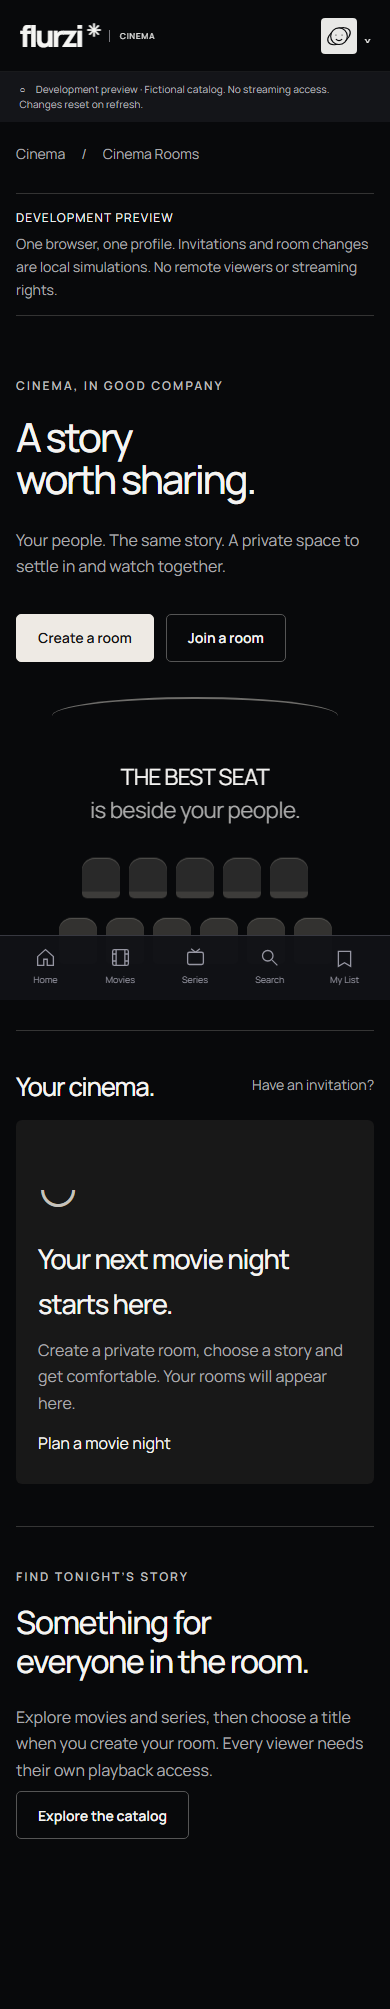 flurzi* | CINEMA
Development preview · Fictional catalog. No streaming access.
Changes reset on refresh.
Cinema / Cinema Rooms
DEVELOPMENT PREVIEW
One browser, one profile. Invitations and room changes
are local simulations. No remote viewers or streaming
rights.
CINEMA, IN GOOD COMPANY
A story
worth sharing.
Your people. The same story. A private space to
settle in and watch together.
Create a room
Join a room
THE BEST SEAT
is beside your people.
Home
Movies
Series
Search
My List
Your cinema.
Have an invitation?
Your next movie night
starts here.
Create a private room, choose a story and
get comfortable. Your rooms will appear
here.
Plan a movie night
FIND TONIGHT'S STORY
Something for
everyone in the room.
Explore movies and series, then choose a title
when you create your room. Every viewer needs
their own playback access.
Explore the catalog